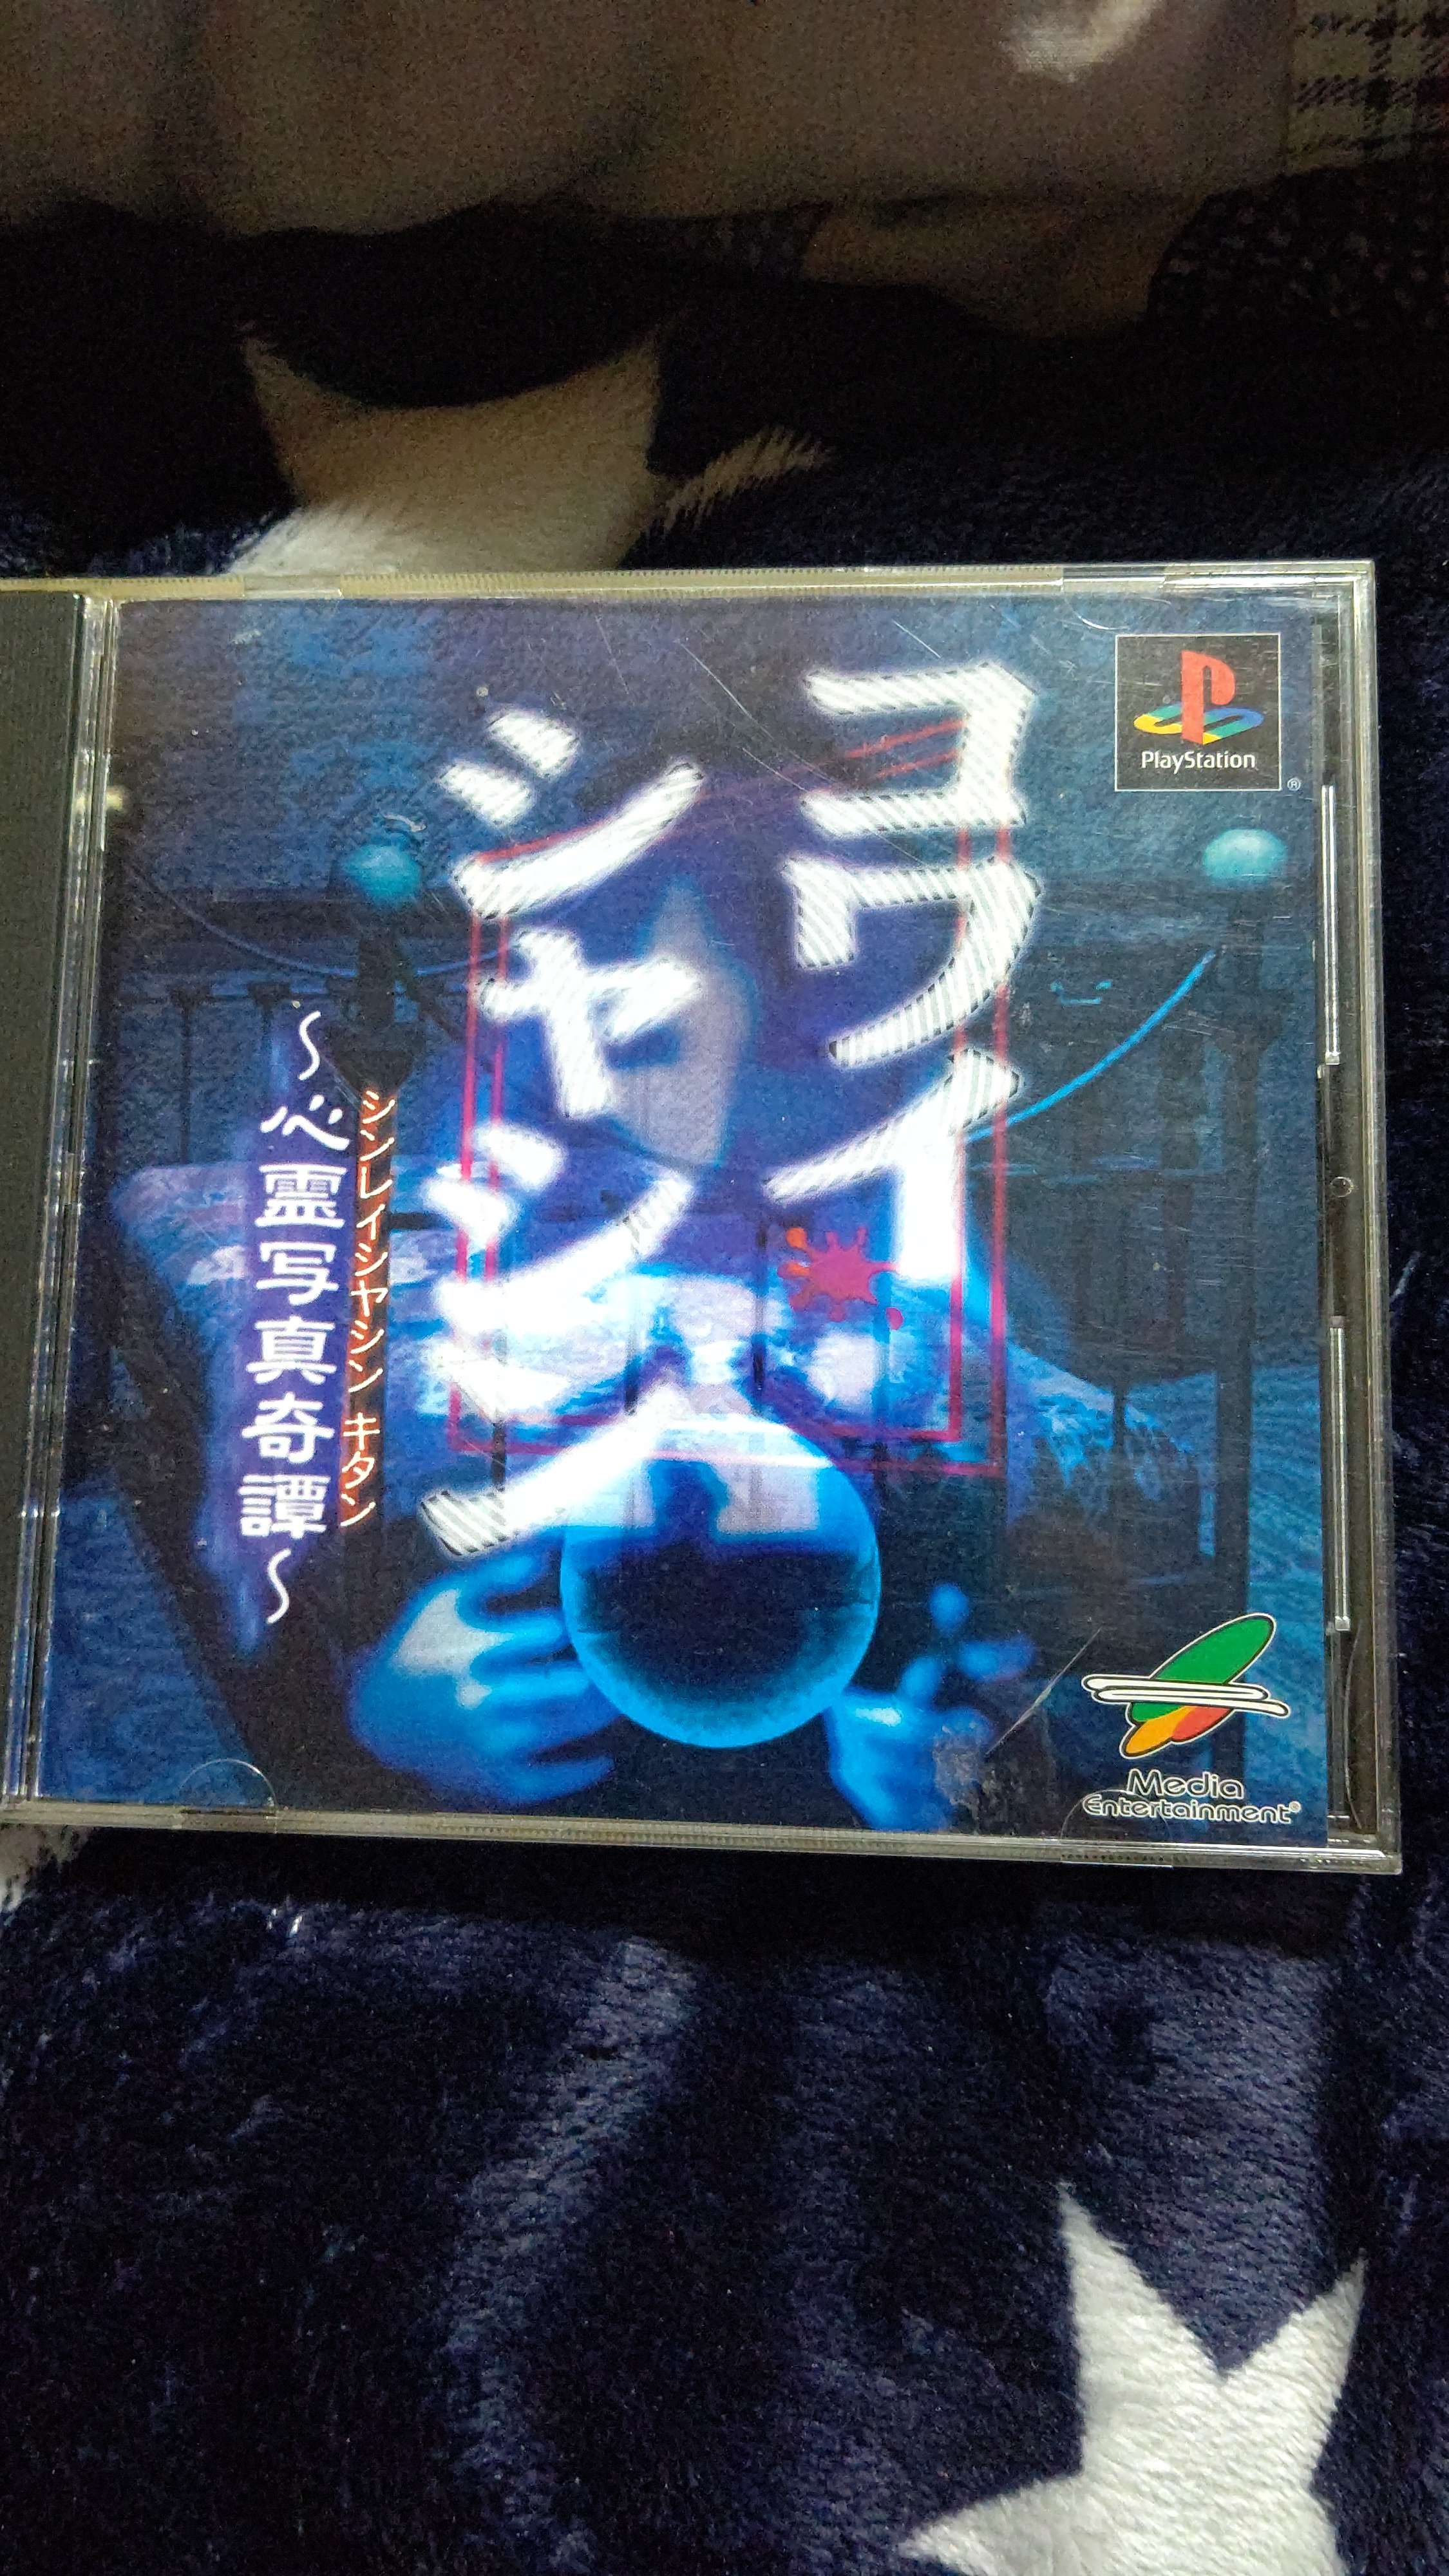 コワイ
シャシン
シンレイシャシン キタン
～心霊写真奇譚～
PlayStation
®
Media
Entertainment®